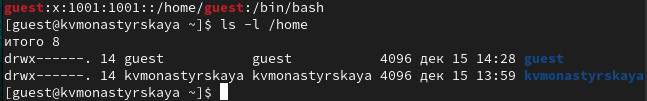 guest:x:1001:1001::/home/guest:/bin/bash
[guest@kvmonastyrskaya ~]$ ls -l /home
итого 8
drwx------. 14 guest          guest          4096 дек 15 14:28 guest
drwx------. 14 kvmonastyrskaya kvmonastyrskaya 4096 дек 15 13:59 kvmonastyrskaya
[guest@kvmonastyrskaya ~]$